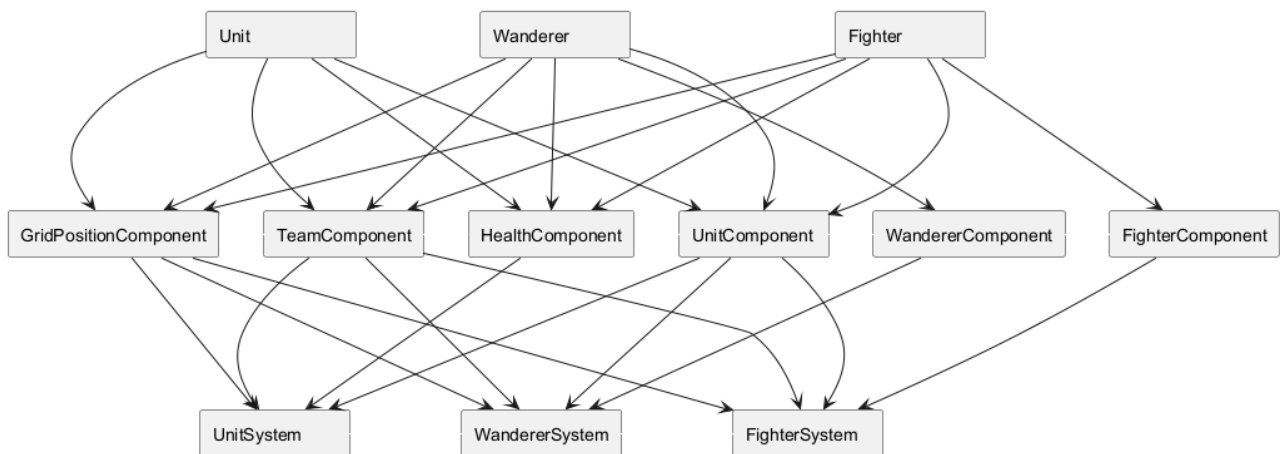 Unit
Wanderer
Fighter
GridPositionComponent
TeamComponent
HealthComponent
UnitComponent
WandererComponent
FighterComponent
UnitSystem
WandererSystem
FighterSystem